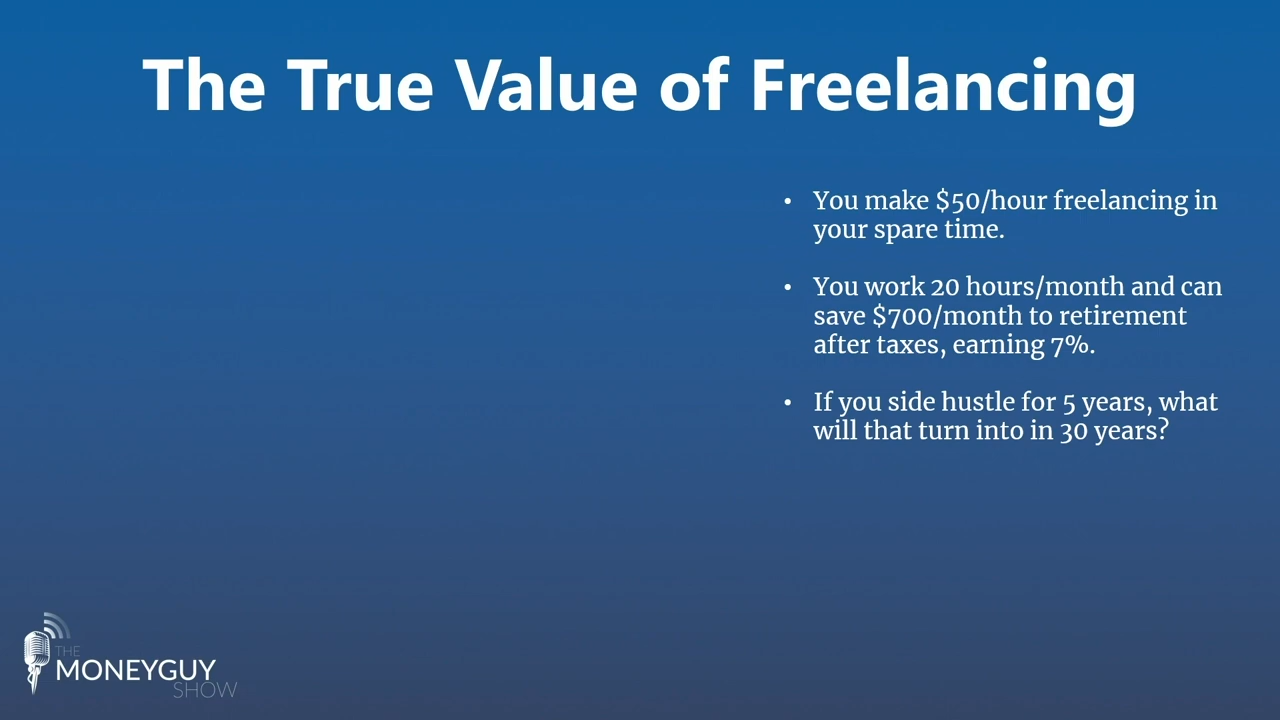 The True Value of Freelancing
• You make $50/hour freelancing in
your spare time.
• You work 20 hours/month and can
save $700/month to retirement
after taxes, earning 7%.
• If you side hustle for 5 years, what
will that turn into in 30 years?
THE
MONEYGUY
SHOW